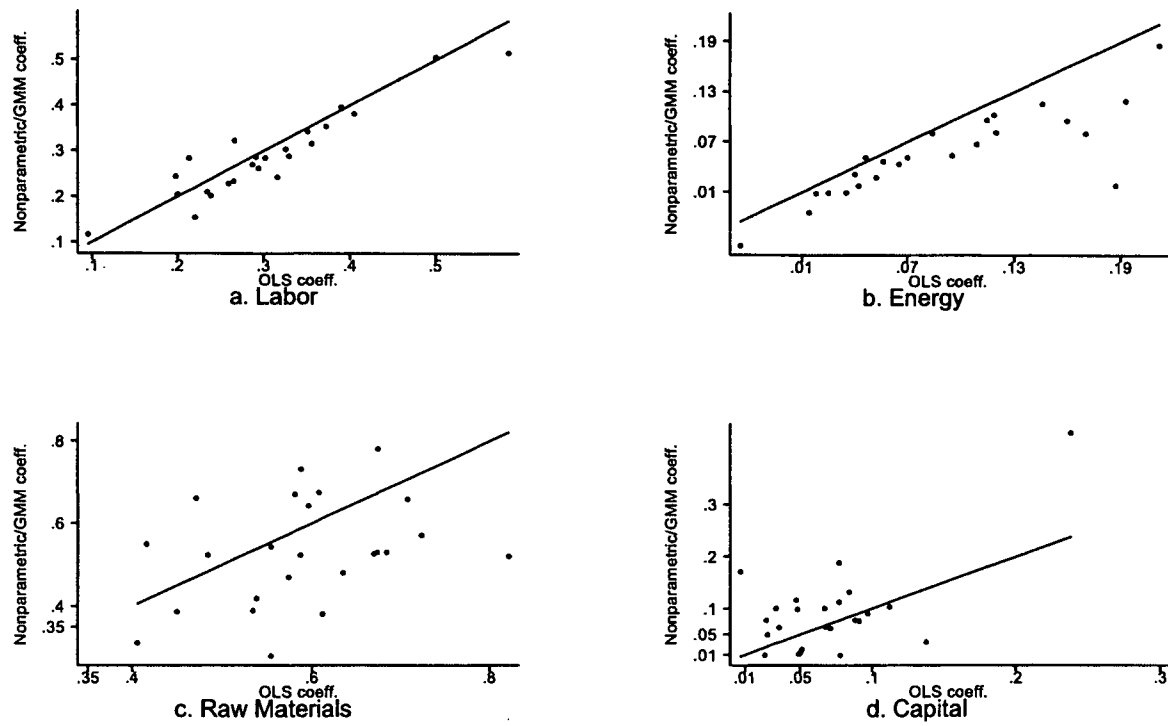 Nonparametric/GMM coeff.
.5
.4
.3
.2
.1
.1 .2 .3 .4 .5
OLS coeff.
a. Labor
Nonparametric/GMM coeff.
.19
.13
.07
.01
.01 .07 .13 .19
OLS coeff.
b. Energy
Nonparametric/GMM coeff.
.8
.6
.4
.35
.35 .4 .6 .8
OLS coeff.
c. Raw Materials
Nonparametric/GMM coeff.
.3
.2
.1
.05
.01
.01 .05 .1 .2 .3
OLS coeff.
d. Capital